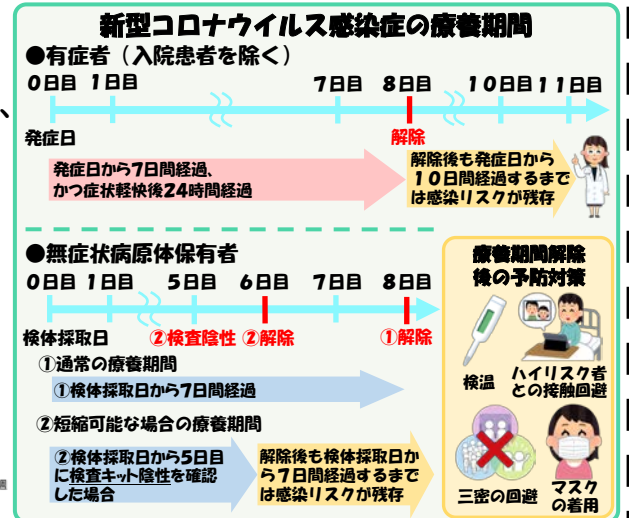 新型コロナウイルス感染症の療養期間
●有症者（入院患者を除く）
0日目 1日目 7日目 8日目 10日目 11日目
発症日 解除
発症日から7日間経過、
かつ症状軽快後24時間経過
解除後も発症日から
10日間経過するまで
は感染リスクが残存
●無症状病原体保有者
0日目 1日目 5日目 6日目 7日目 8日目
検体採取日 ②検査陰性 ②解除 ①解除
①通常の療養期間
①検体採取日から7日間経過
②短縮可能な場合の療養期間
②検体採取日から5日目
に検査キット陰性を確認
した場合
解除後も検体採取日か
ら7日間経過するまで
は感染リスクが残存
療養期間解除
後の予防対策
検温
ハイリスク者
との接触回避
三密の回避
マスク
の着用
、